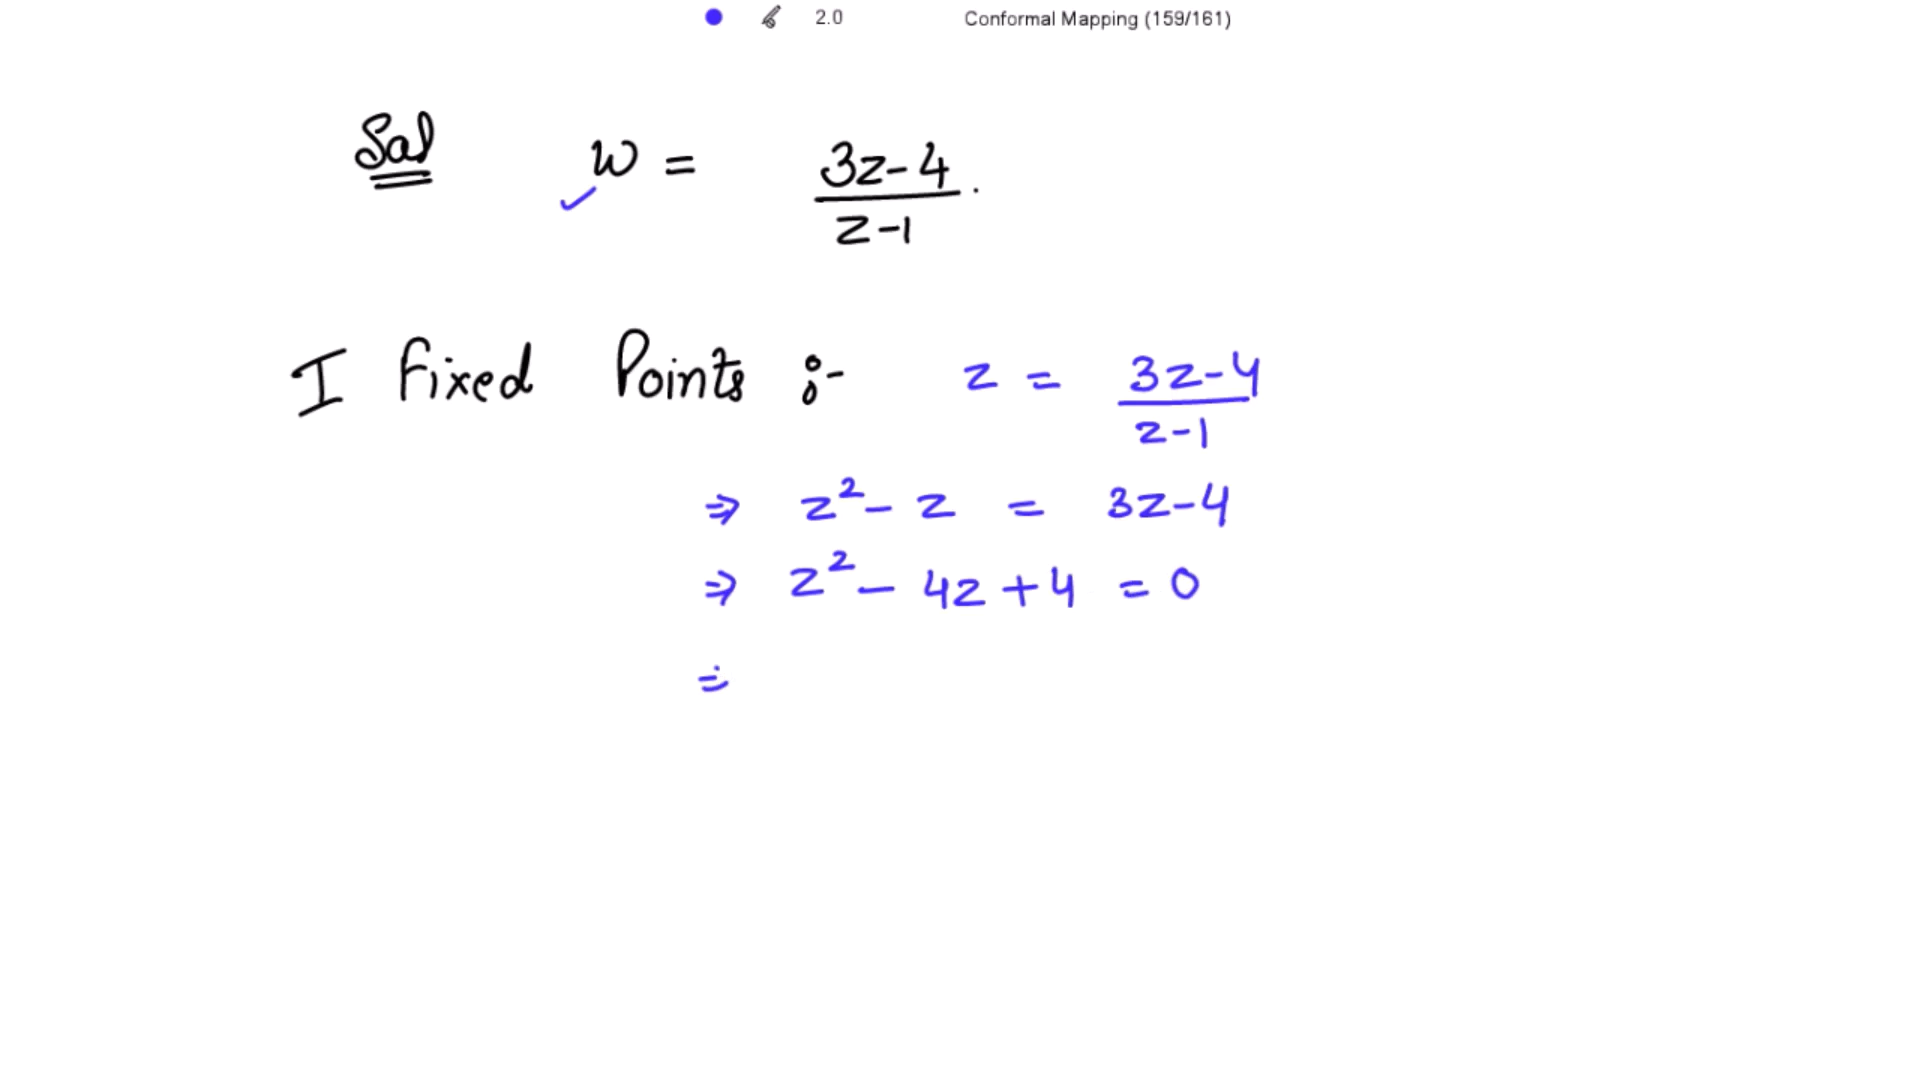 2.0 Conformal Mapping (159/161)
Sol w = 3z-4 / z-1 .
I Fixed Points :- z = 3z-4 / z-1
⇒ z² - z = 3z-4
⇒ z² - 4z + 4 = 0
=